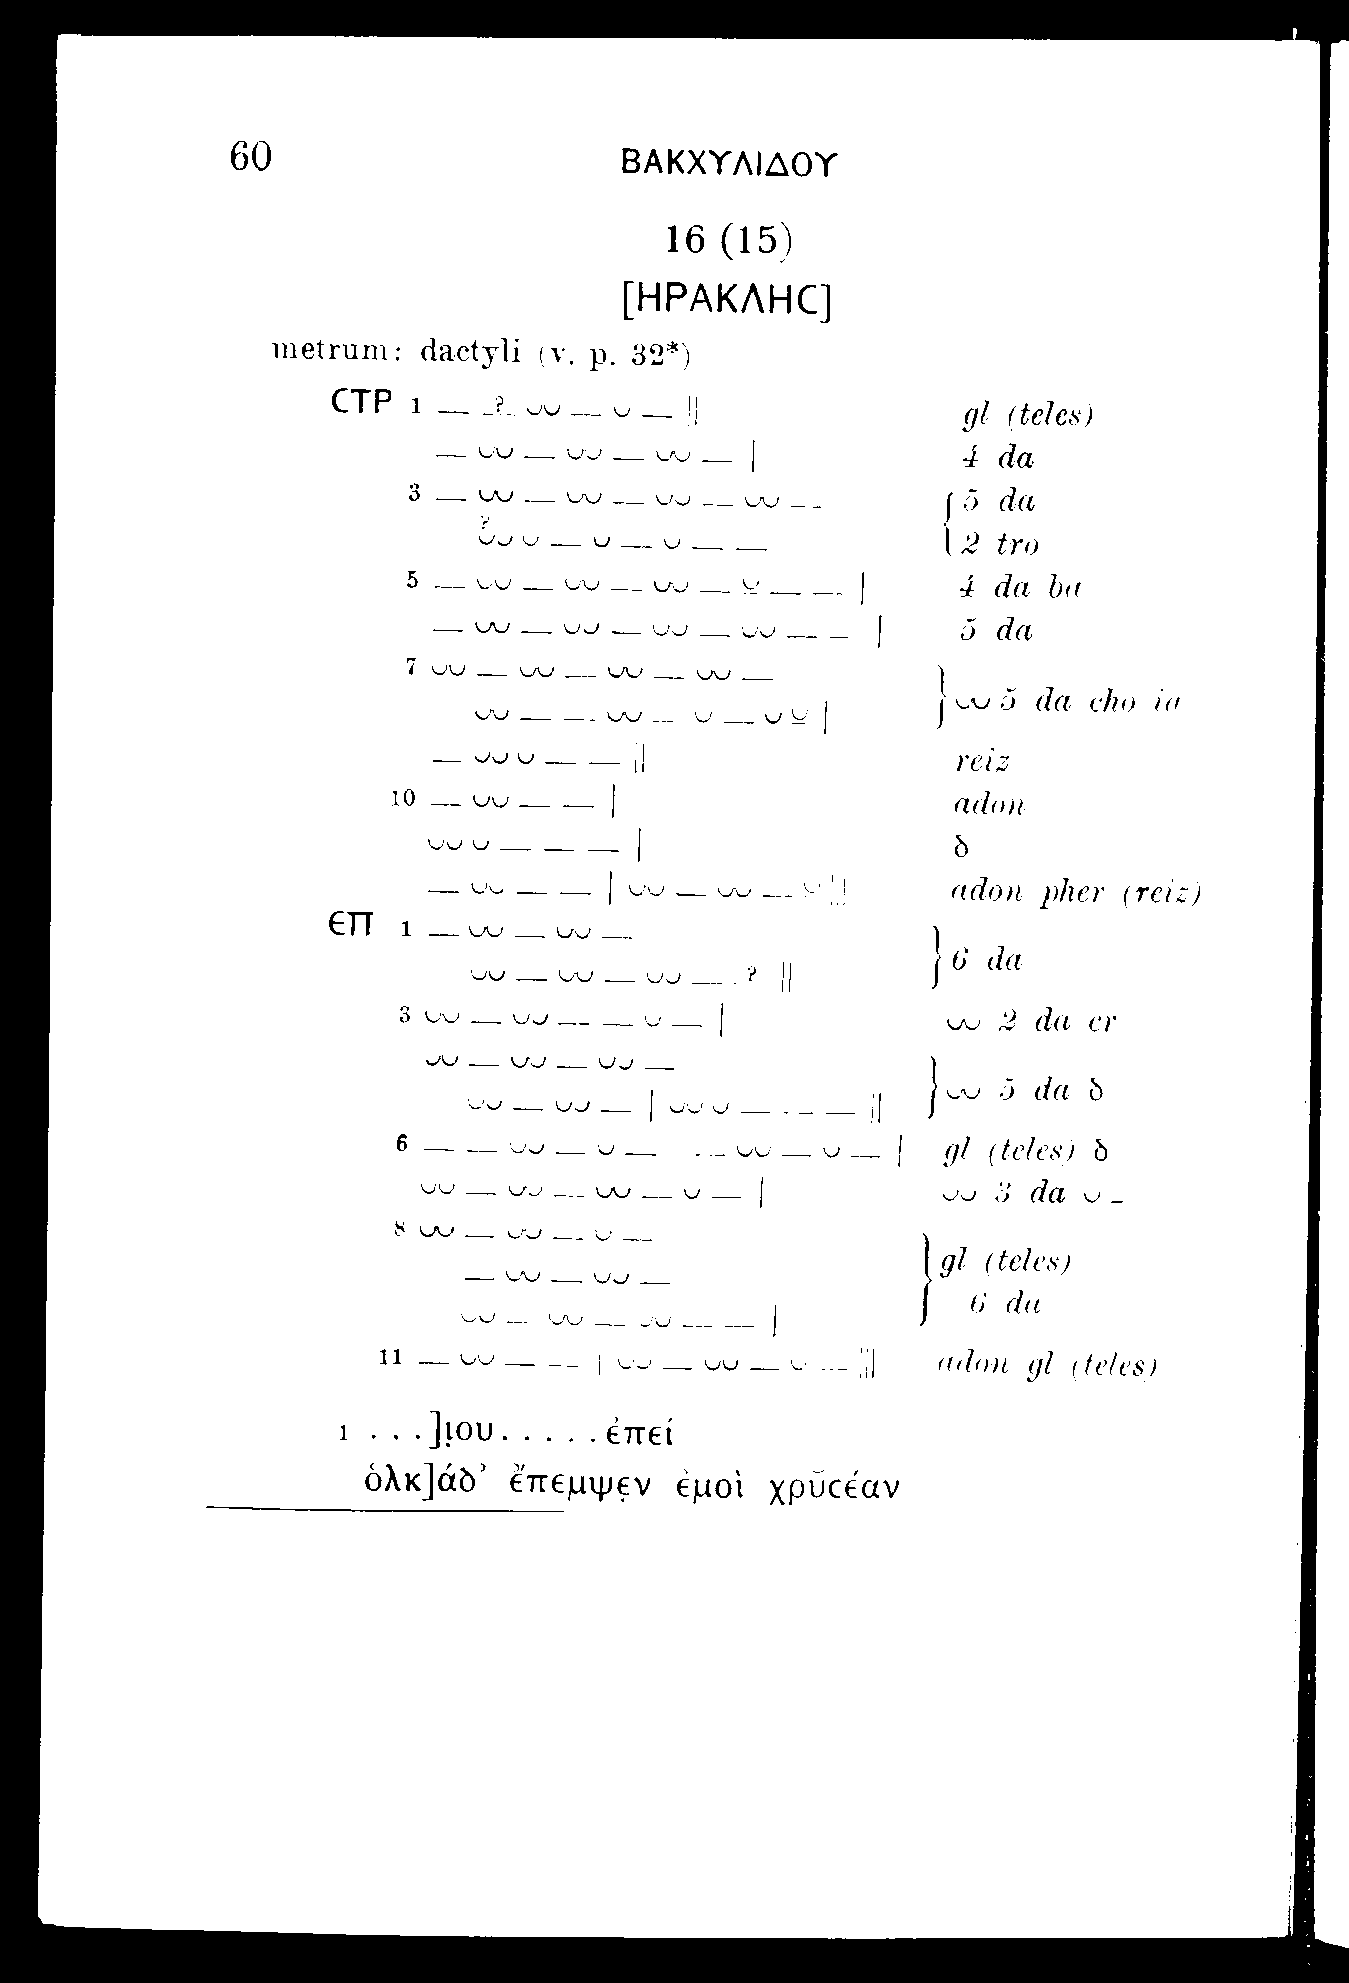 60 ΒΑΚΧΥΛΙΔΟΥ
16 (15)
[ΗΡΑΚΛΗϹ]
metrum: dactyli (v. p. 32*)
ϹΤΡ 1 — –?– ⏑⏑ — ⏑ — || gl (teles)
— ⏑⏑ — ⏑⏑ — ⏑⏑ — | 4 da
3 — ⏑⏑ — ⏑⏑ — ⏑⏑ — ⏑⏑ — – { 5 da
⏑⏑? ⏑ — ⏑ — ⏑ — — 2 tro
5 — ⏑⏑ — ⏑⏑ — ⏑⏑ — ⏓ — — | 4 da ba
— ⏑⏑ — ⏑⏑ — ⏑⏑ — ⏑⏑ — – | 5 da
7 ⏑⏑ — ⏑⏑ — ⏑⏑ — ⏑⏑ —
⏑⏑ — — ⏑⏑ — ⏑ — ⏑ ⏓ | } ⏑⏑ 5 da cho ia
— ⏑⏑ ⏑ — — || reiz
10 — ⏑⏑ — — | adon
⏑⏑ ⏑ — — — | δ
— ⏑⏑ — — | ⏑⏑ — ⏑⏑ — ⏓ ||| adon pher (reiz)
ЄΠ 1 — ⏑⏑ — ⏑⏑ —
⏑⏑ — ⏑⏑ — ⏑⏑ — –? || } 6 da
3 ⏑⏑ — ⏑⏑ — — ⏑ — | ⏑⏑ 2 da cr
⏑⏑ — ⏑⏑ — ⏑⏑ —
⏑⏑ — ⏑⏑ — | ⏑⏑ ⏑ — – — || } ⏑⏑ 5 da δ
6 — — ⏑⏑ — ⏑ — — ⏑⏑ — ⏑ — | gl (teles) δ
⏑⏑ — ⏑⏑ — ⏑⏑ — ⏑ — | ⏑⏑ 3 da ⏑ –
8 ⏑⏑ — ⏑⏑ — ⏑ —
— ⏑⏑ — ⏑⏑ — } gl (teles)
⏑⏑ — ⏑⏑ — ⏑⏑ — — | 6 da
11 — ⏑⏑ — — | ⏑⏑ — ⏑⏑ — ⏑ — ||| adon gl (teles)
1 . . .]ι̣ου . . . . . ἐπεί
ὁλκ]άδ’ ἔπεμψε̣ν ἐμοὶ χρῡϲέαν